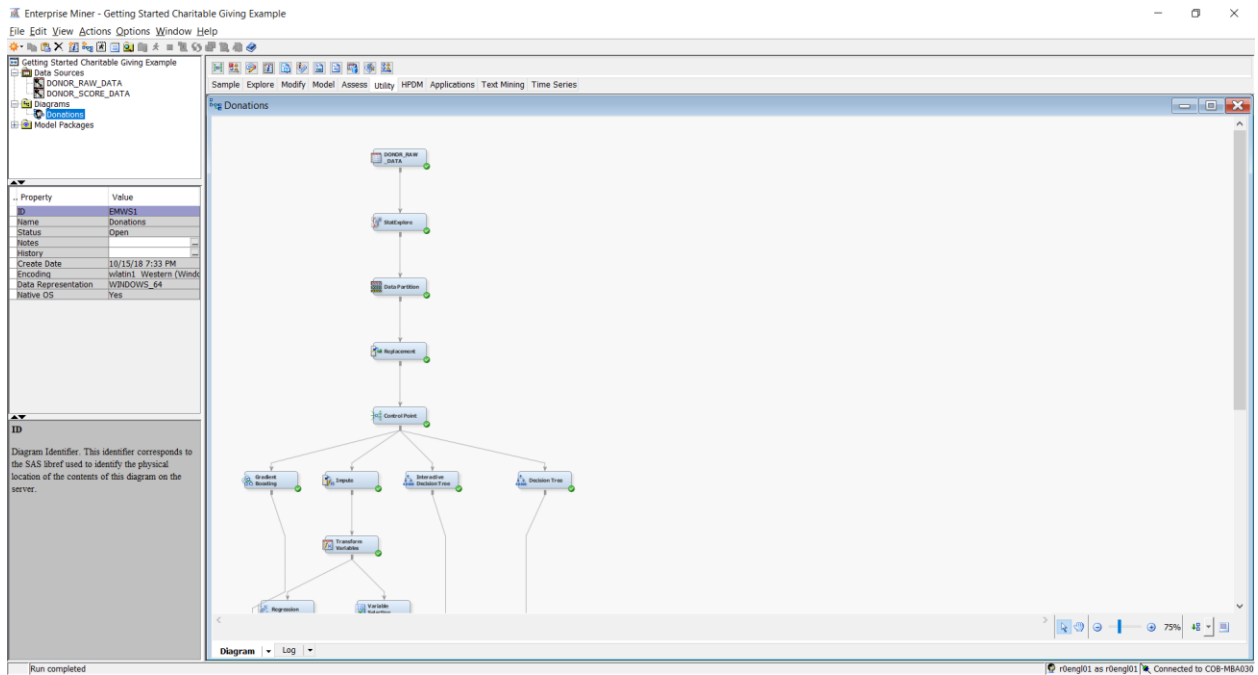 Enterprise Miner - Getting Started Charitable Giving Example
File Edit View Actions Options Window Help
Getting Started Charitable Giving Example
Data Sources
DONOR_RAW_DATA
DONOR_SCORE_DATA
Diagrams
Donations
Model Packages
.. Property Value
ID EMWS1
Name Donations
Status Open
Notes ...
History ...
Create Date 10/15/18 7:33 PM
Encoding wlatin1 Western (Windo
Data Representation WINDOWS_64
Native OS Yes
ID
Diagram Identifier. This identifier corresponds to
the SAS libref used to identify the physical
location of the contents of this diagram on the
server.
Sample Explore Modify Model Assess Utility HPDM Applications Text Mining Time Series
Donations
DONOR_RAW
_DATA
StatExplore
Data Partition
Replacement
Control Point
Gradient
Boosting
Impute
Interactive
Decision Tree
Decision Tree
Transform
Variables
Regression
Variable
Selection
75%
Diagram Log
Run completed
r0engl01 as r0engl01 Connected to COB-MBA030